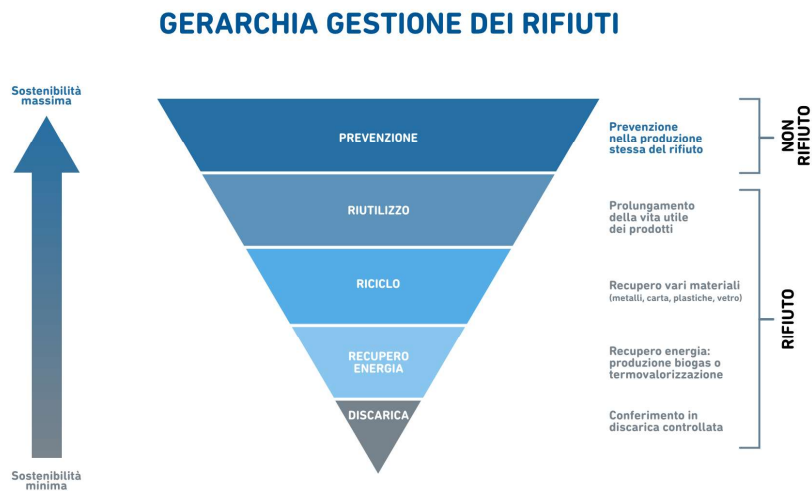 GERARCHIA GESTIONE DEI RIFIUTI
Sostenibilità
massima
PREVENZIONE
Prevenzione
nella produzione
stessa del rifiuto
NON
RIFIUTO
RIUTILIZZO
Prolungamento
della vita utile
dei prodotti
RICICLO
Recupero vari materiali
(metalli, carta, plastiche, vetro)
RIFIUTO
RECUPERO
ENERGIA
Recupero energia:
produzione biogas o
termovalorizzazione
DISCARICA
Conferimento in
discarica controllata
Sostenibilità
minima